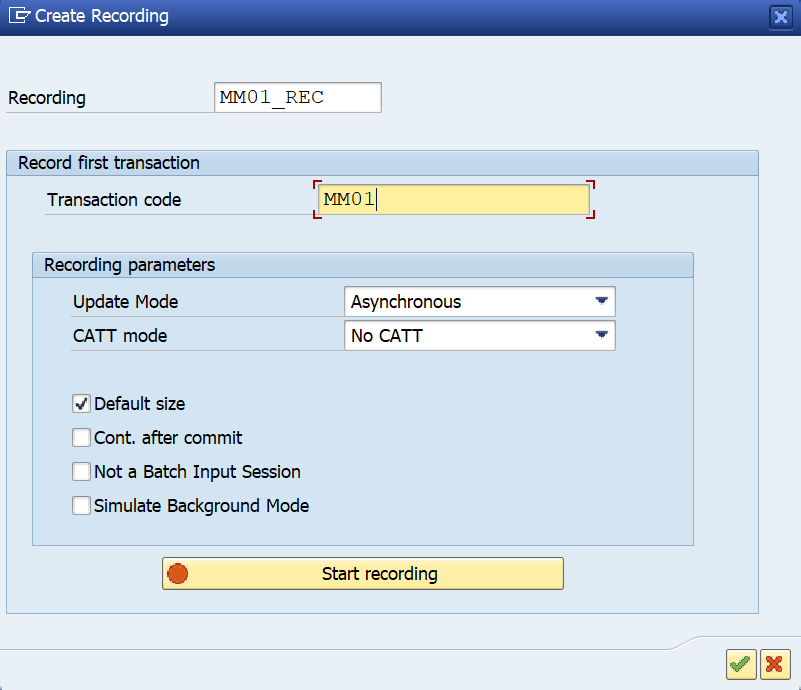 Create Recording
Recording MM01_REC
Record first transaction
Transaction code MM01
Recording parameters
Update Mode Asynchronous
CATT mode No CATT
Default size
Cont. after commit
Not a Batch Input Session
Simulate Background Mode
Start recording